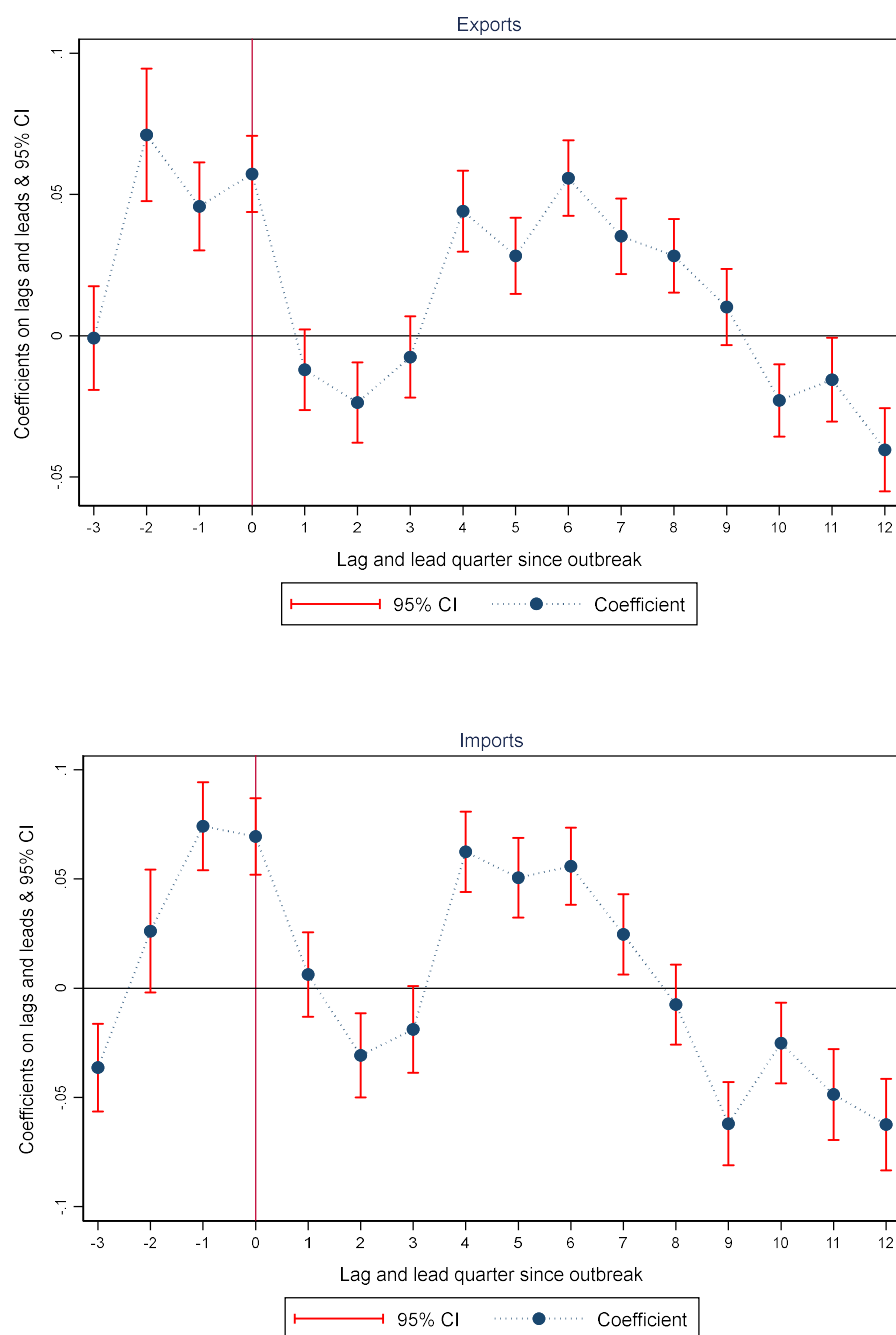 Exports
Coefficients on lags and leads & 95% CI
.1
.05
0
-.05
-3 -2 -1 0 1 2 3 4 5 6 7 8 9 10 11 12
Lag and lead quarter since outbreak
95% CI Coefficient
Imports
Coefficients on lags and leads & 95% CI
.1
.05
0
-.05
-.1
-3 -2 -1 0 1 2 3 4 5 6 7 8 9 10 11 12
Lag and lead quarter since outbreak
95% CI Coefficient